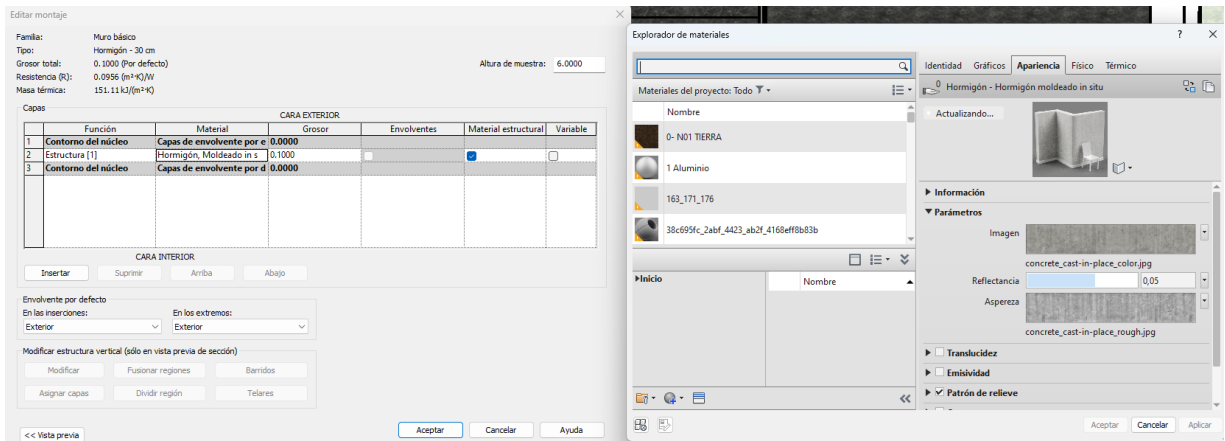 Editar montaje
Familia: Muro básico
Tipo: Hormigón - 30 cm
Grosor total: 0.1000 (Por defecto)
Resistencia (R): 0.0956 (m²·K)/W
Masa térmica: 151.11 kJ/(m²·K)
Altura de muestra: 6.0000
Capas
CARA EXTERIOR
Función Material Grosor Envolventes Material estructural Variable
1 Contorno del núcleo Capas de envolvente por e 0.0000
2 Estructura [1] Hormigón, Moldeado in s 0.1000
3 Contorno del núcleo Capas de envolvente por d 0.0000
CARA INTERIOR
Insertar Suprimir Arriba Abajo
Envolvente por defecto
En las inserciones: En los extremos:
Exterior Exterior
Modificar estructura vertical (sólo en vista previa de sección)
Modificar Fusionar regiones Barridos
Asignar capas Dividir región Telares
<< Vista previa Aceptar Cancelar Ayuda
Explorador de materiales ?
Materiales del proyecto: Todo
Nombre
0- N01 TIERRA
1 Aluminio
163_171_176
38c695fc_2abf_4423_ab2f_4168eff8b83b
Inicio Nombre
Identidad Gráficos Apariencia Físico Térmico
0 Hormigón - Hormigón moldeado in situ
Actualizando...
Información
Parámetros
Imagen
concrete_cast-in-place_color.jpg
Reflectancia 0,05
Aspereza
concrete_cast-in-place_rough.jpg
Translucidez
Emisividad
Patrón de relieve
Aceptar Cancelar Aplicar